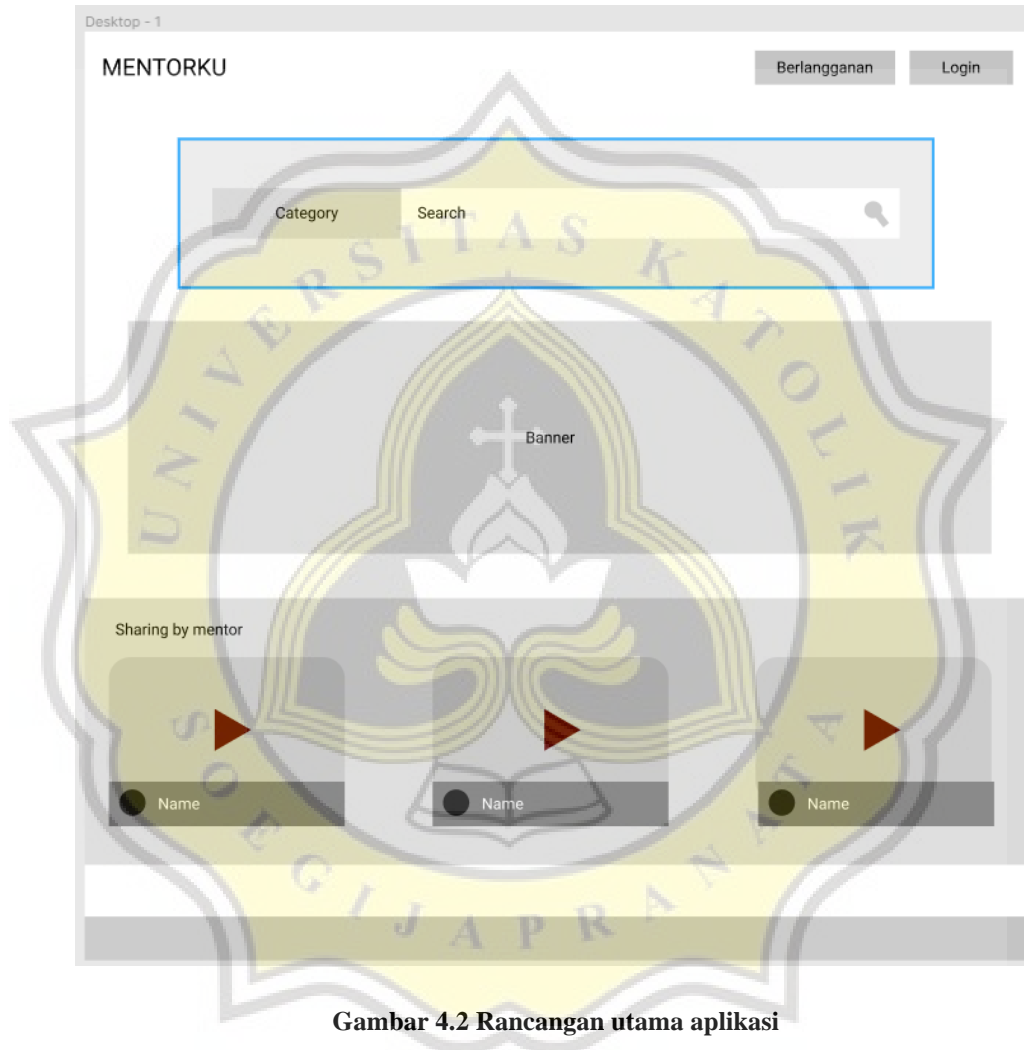 Desktop - 1
MENTORKU
Berlangganan
Login
Category
Search
UNIVERSITAS KATOLIK
Banner
Sharing by mentor
Name
Name
Name
SOEGIJAPRANATA
Gambar 4.2 Rancangan utama aplikasi